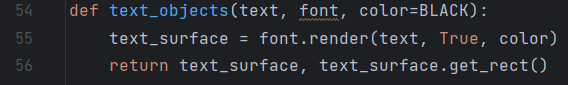 54 def text_objects(text, font, color=BLACK):
55     text_surface = font.render(text, True, color)
56     return text_surface, text_surface.get_rect()